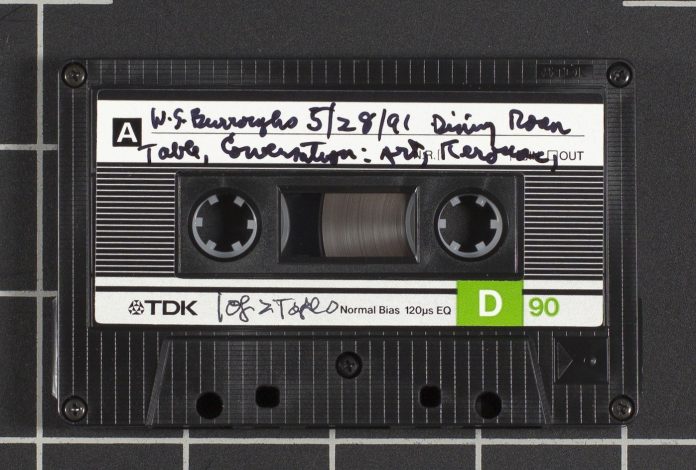 A W.S. Burroughs 5/28/91 Dining Room
Table, Conversation: Art, Kerouac,
N.R. IN OUT
TDK 1 of 2 Tapes Normal Bias 120µs EQ D 90